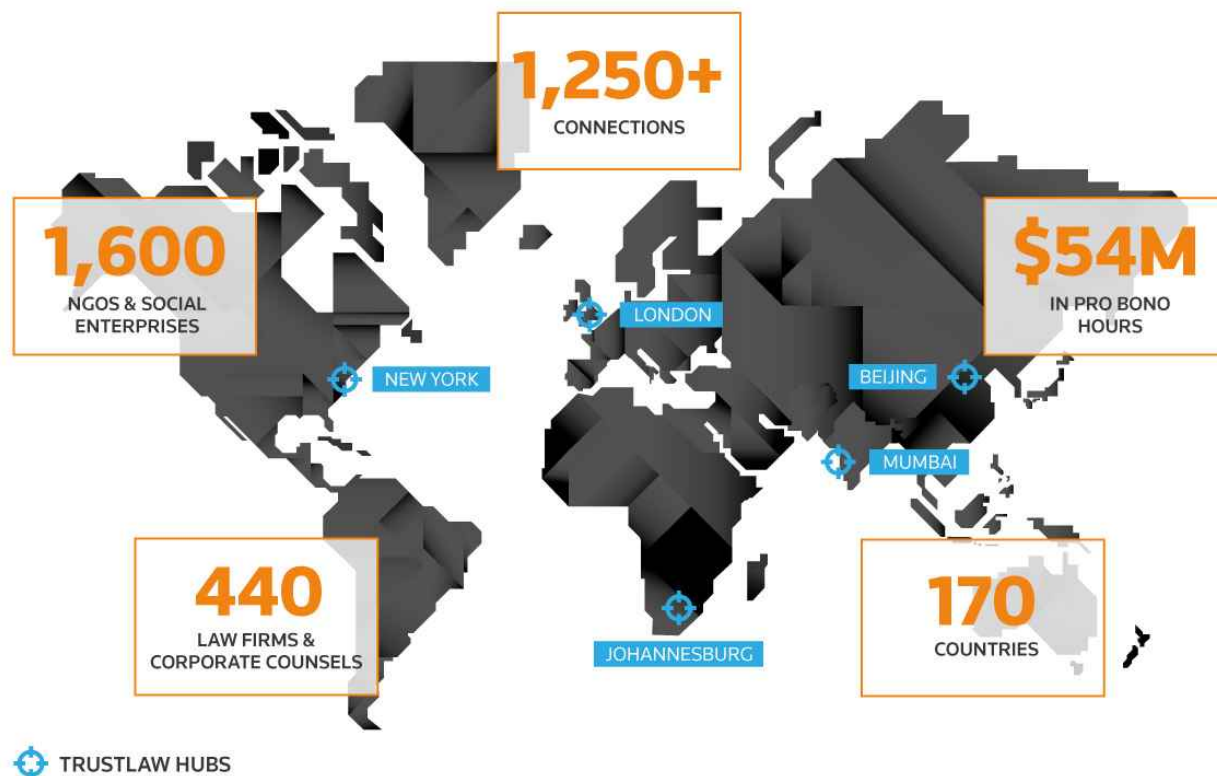 1,250+
CONNECTIONS
1,600
NGOS & SOCIAL
ENTERPRISES
$54M
IN PRO BONO
HOURS
LONDON
NEW YORK
BEIJING
MUMBAI
440
LAW FIRMS &
CORPORATE COUNSELS
170
COUNTRIES
JOHANNESBURG
TRUSTLAW HUBS